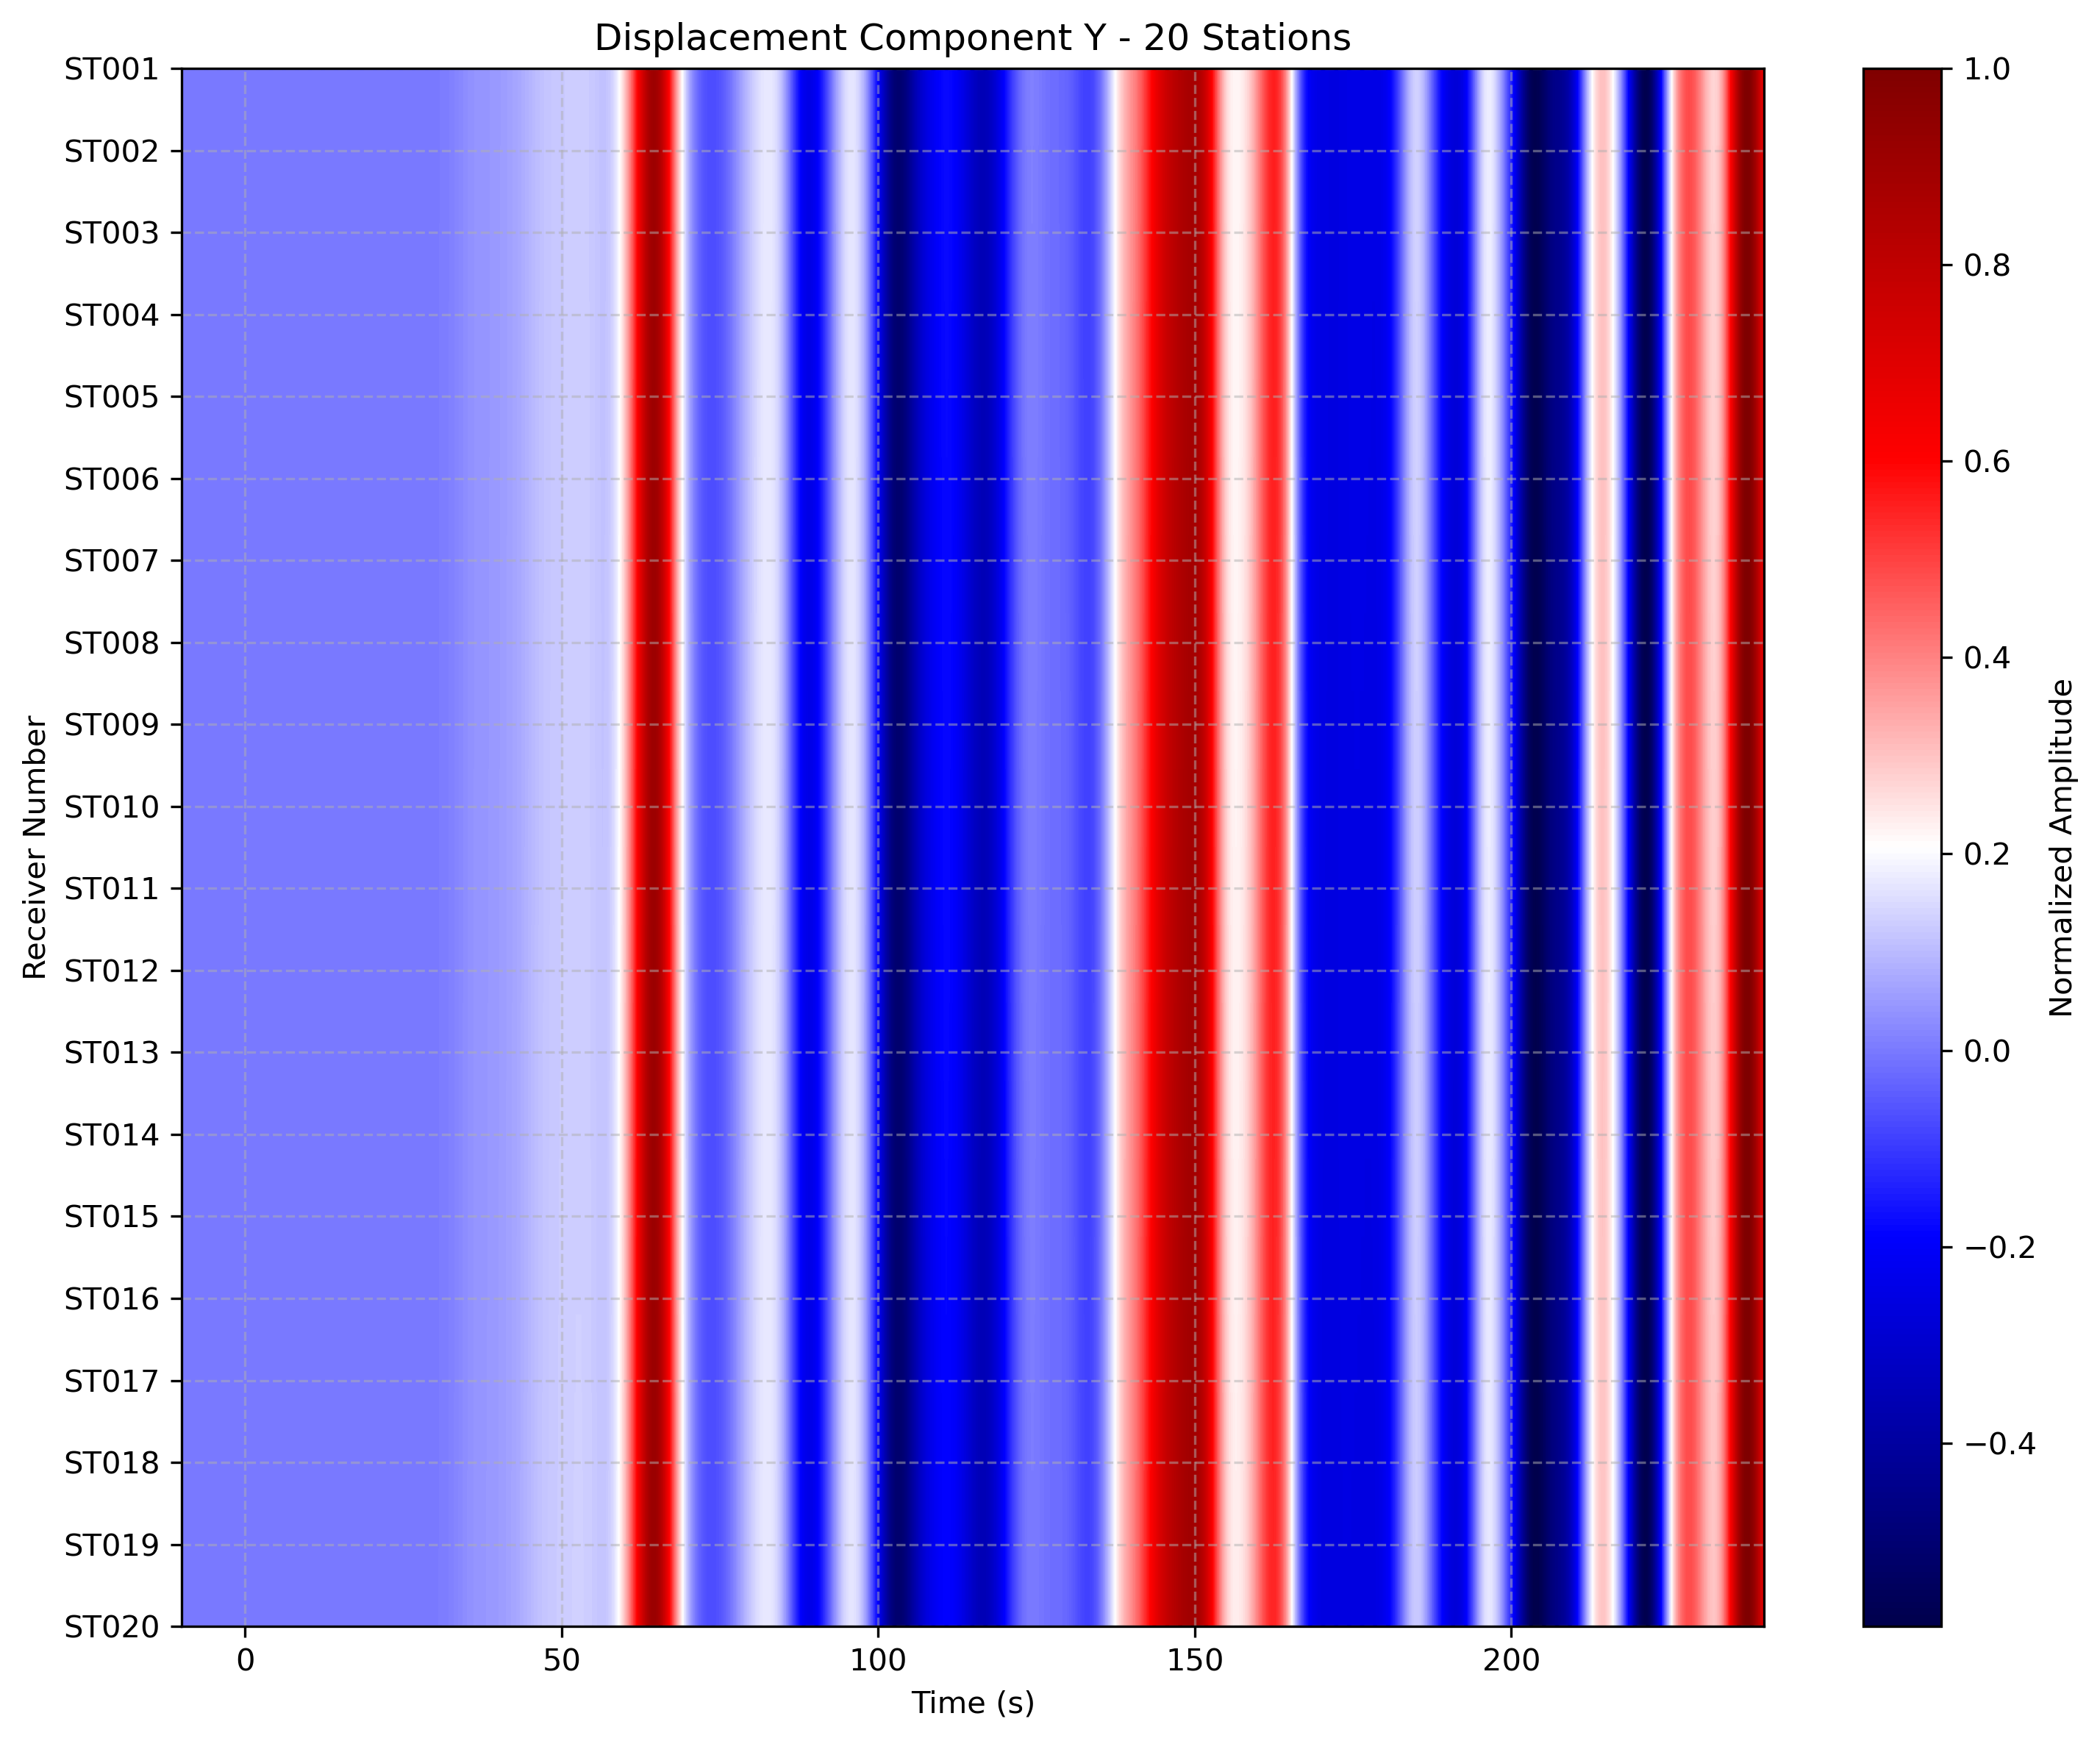 Displacement Component Y - 20 Stations
ST001
ST002
ST003
ST004
ST005
ST006
ST007
ST008
ST009
ST010
ST011
ST012
ST013
ST014
ST015
ST016
ST017
ST018
ST019
ST020
Receiver Number
0 50 100 150 200
Time (s)
1.0
0.8
0.6
0.4
0.2
0.0
−0.2
−0.4
Normalized Amplitude